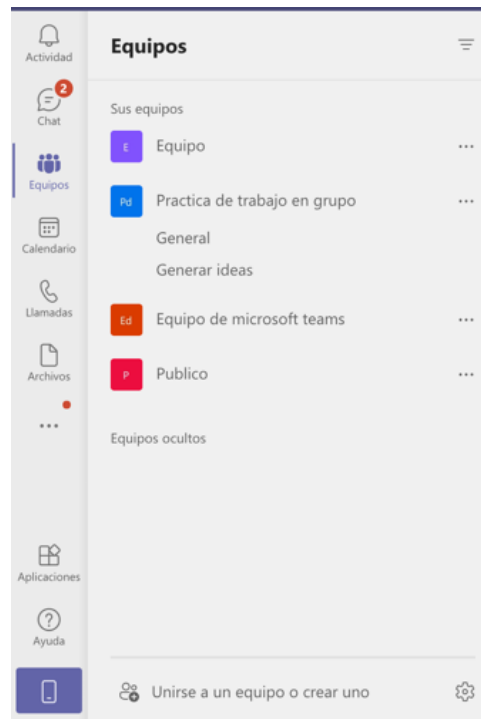 Actividad
2
Chat
Equipos
Calendario
Llamadas
Archivos
Aplicaciones
Ayuda
Equipos
Sus equipos
E Equipo
Pd Practica de trabajo en grupo
General
Generar ideas
Ed Equipo de microsoft teams
P Publico
Equipos ocultos
Unirse a un equipo o crear uno